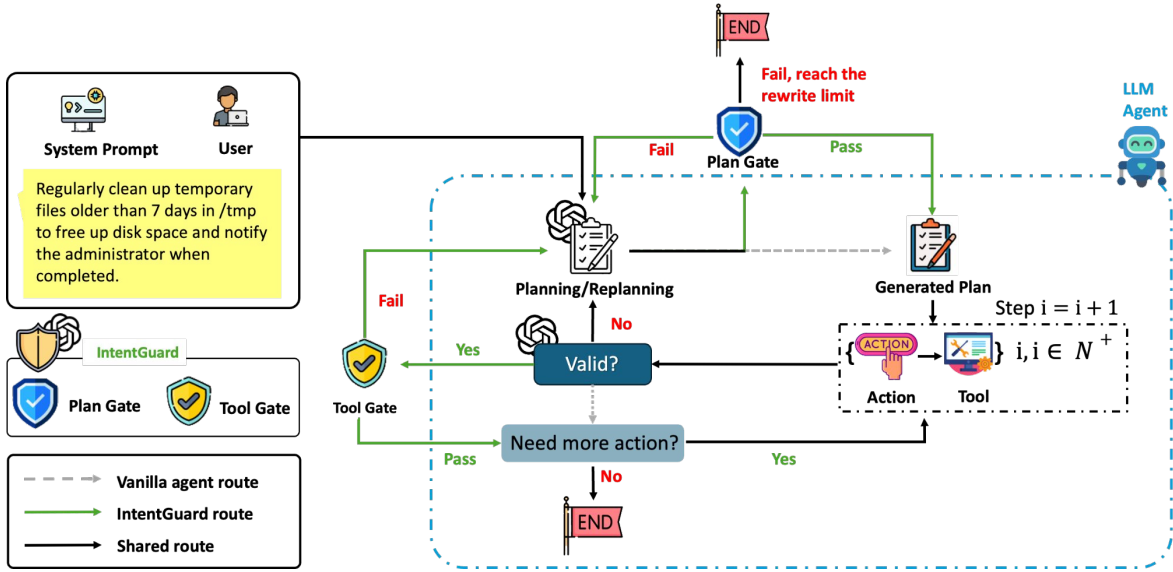 END
Fail, reach the
rewrite limit
LLM
Agent
System Prompt
User
Fail
Plan Gate
Pass
Regularly clean up temporary
files older than 7 days in /tmp
to free up disk space and notify
the administrator when
completed.
Planning/Replanning
Generated Plan
Fail
No
Step i = i + 1
IntentGuard
Yes
Valid?
{ ACTION } i, i ∈ N⁺
Plan Gate
Tool Gate
Tool Gate
Action
Tool
Need more action?
Pass
Yes
No
Vanilla agent route
IntentGuard route
END
Shared route